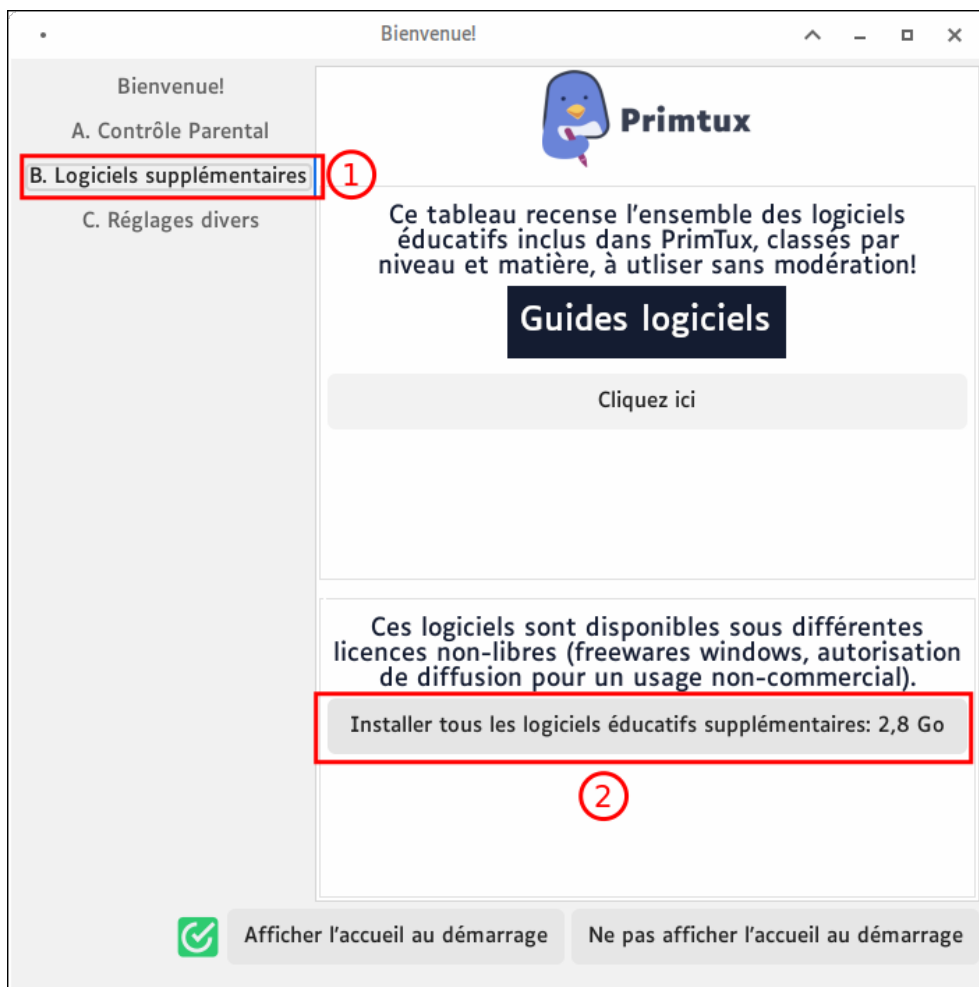 Bienvenue!
Bienvenue!
A. Contrôle Parental
B. Logiciels supplémentaires
1
C. Réglages divers
Primtux
Ce tableau recense l'ensemble des logiciels
éducatifs inclus dans PrimTux, classés par
niveau et matière, à utliser sans modération!
Guides logiciels
Cliquez ici
Ces logiciels sont disponibles sous différentes
licences non-libres (freewares windows, autorisation
de diffusion pour un usage non-commercial).
Installer tous les logiciels éducatifs supplémentaires: 2,8 Go
2
Afficher l'accueil au démarrage
Ne pas afficher l'accueil au démarrage